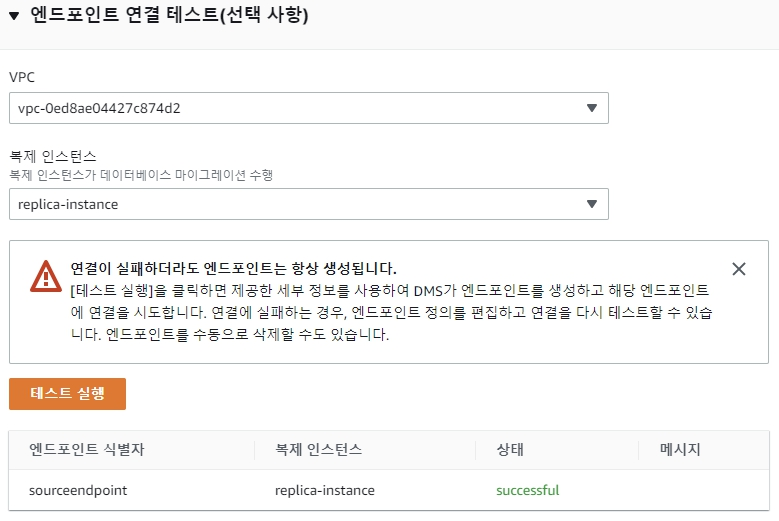 엔드포인트 연결 테스트(선택 사항)
VPC
vpc-0ed8ae04427c874d2
복제 인스턴스
복제 인스턴스가 데이터베이스 마이그레이션 수행
replica-instance
연결이 실패하더라도 엔드포인트는 항상 생성됩니다.
[테스트 실행]을 클릭하면 제공한 세부 정보를 사용하여 DMS가 엔드포인트를 생성하고 해당 엔드포인트
에 연결을 시도합니다. 연결에 실패하는 경우, 엔드포인트 정의를 편집하고 연결을 다시 테스트할 수 있습
니다. 엔드포인트를 수동으로 삭제할 수도 있습니다.
테스트 실행
엔드포인트 식별자 복제 인스턴스 상태 메시지
sourceendpoint replica-instance successful